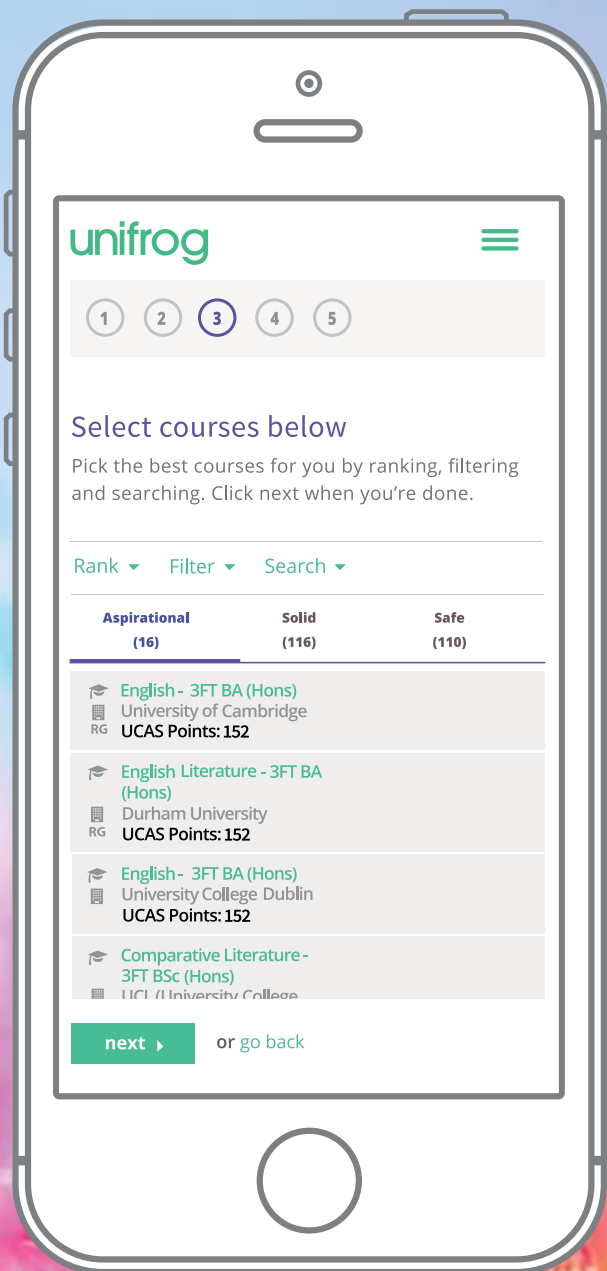 unifrog
1 2 3 4 5
Select courses below
Pick the best courses for you by ranking, filtering
and searching. Click next when you're done.
Rank Filter Search
Aspirational Solid Safe
(16) (116) (110)
English - 3FT BA (Hons)
University of Cambridge
RG UCAS Points: 152
English Literature - 3FT BA
(Hons)
Durham University
RG UCAS Points: 152
English - 3FT BA (Hons)
University College Dublin
UCAS Points: 152
Comparative Literature -
3FT BSc (Hons)
UCL (University College
next or go back